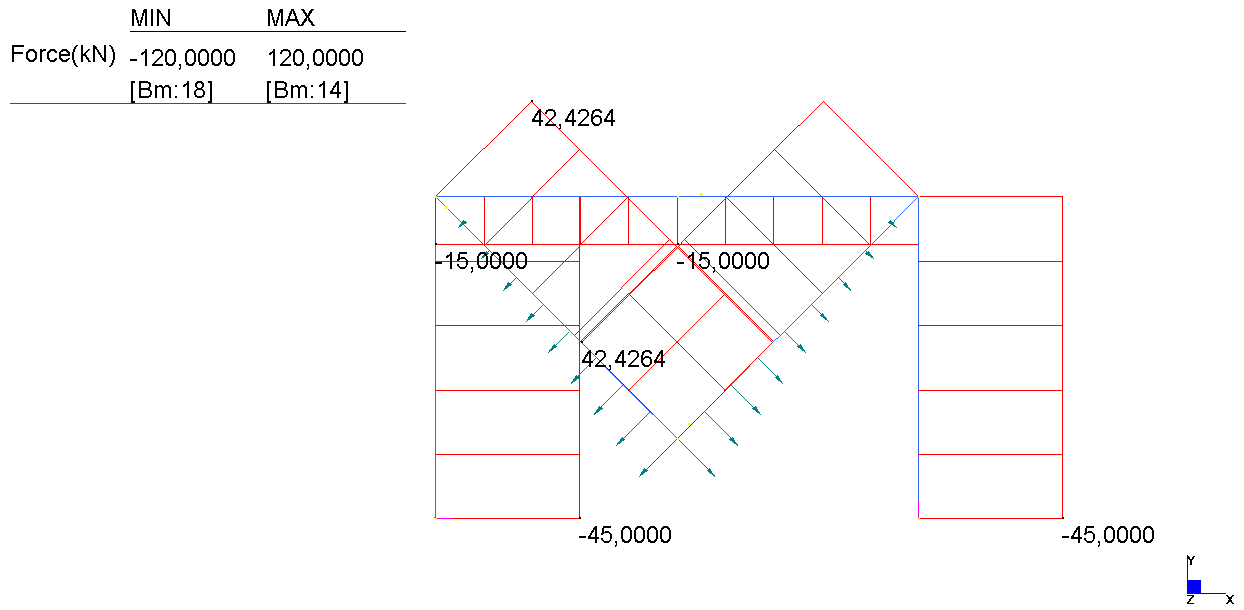 MIN MAX
Force(kN) -120,0000 120,0000
[Bm:18] [Bm:14]
42,4264
-15,0000 -15,0000
42,4264
-45,0000 -45,0000
Y
Z X